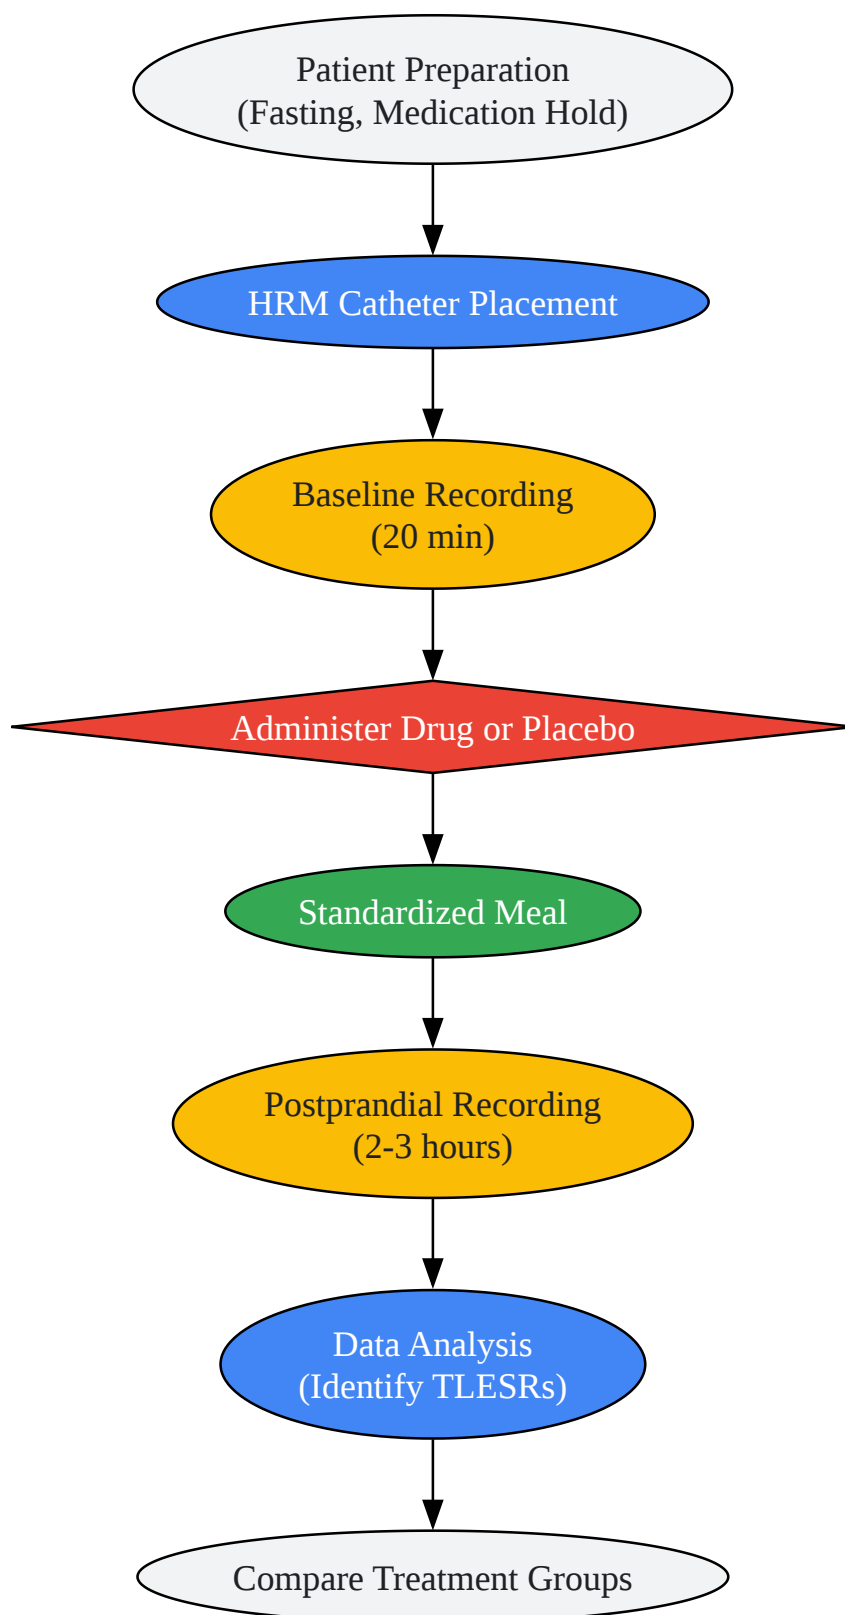 Patient Preparation
(Fasting, Medication Hold)
HRM Catheter Placement
Baseline Recording
(20 min)
Administer Drug or Placebo
Standardized Meal
Postprandial Recording
(2-3 hours)
Data Analysis
(Identify TLESRs)
Compare Treatment Groups